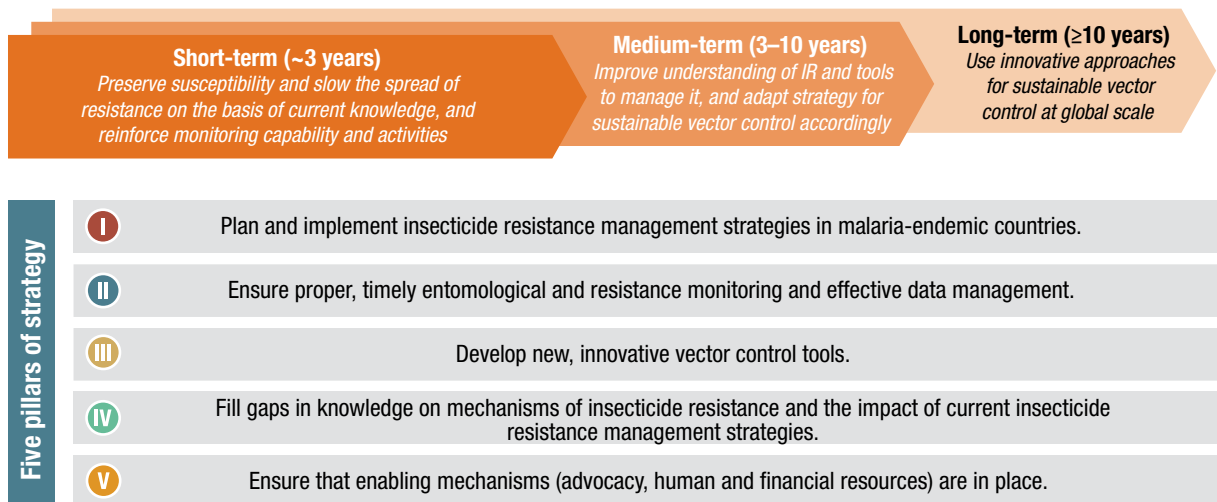 Short-term (~3 years)
Preserve susceptibility and slow the spread of
resistance on the basis of current knowledge, and
reinforce monitoring capability and activities
Medium-term (3–10 years)
Improve understanding of IR and tools
to manage it, and adapt strategy for
sustainable vector control accordingly
Long-term (≥10 years)
Use innovative approaches
for sustainable vector
control at global scale
Five pillars of strategy
I
Plan and implement insecticide resistance management strategies in malaria-endemic countries.
II
Ensure proper, timely entomological and resistance monitoring and effective data management.
III
Develop new, innovative vector control tools.
IV
Fill gaps in knowledge on mechanisms of insecticide resistance and the impact of current insecticide
resistance management strategies.
V
Ensure that enabling mechanisms (advocacy, human and financial resources) are in place.